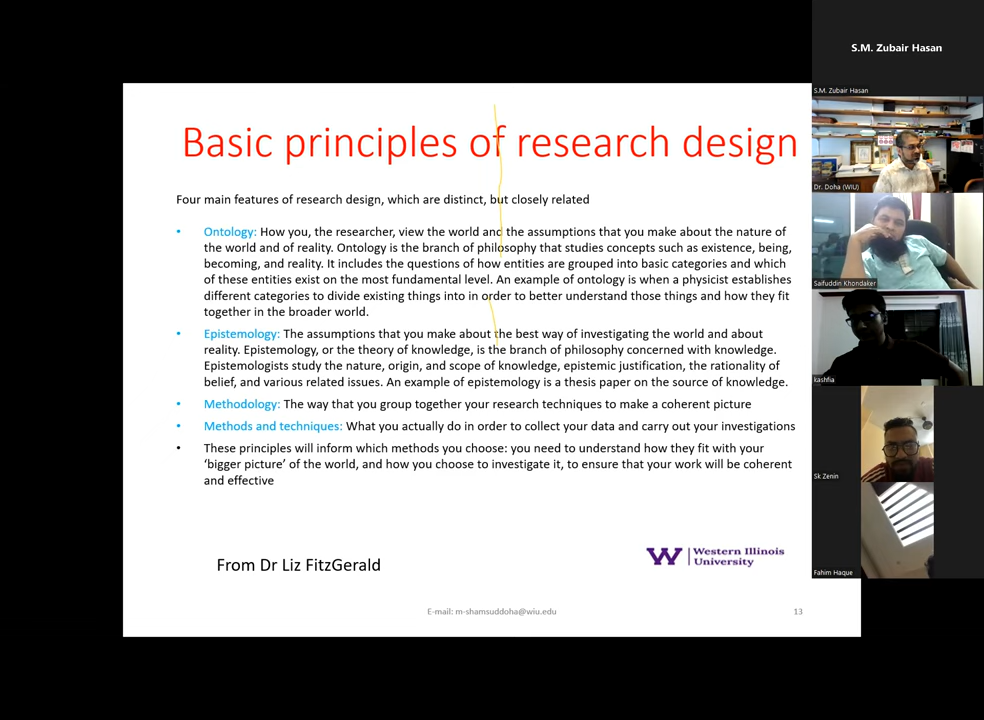 S.M. Zubair Hasan
S.M. Zubair Hasan
Basic principles of research design
Dr. Doha (WIU)
Four main features of research design, which are distinct, but closely related
• Ontology: How you, the researcher, view the world and the assumptions that you make about the nature of
the world and of reality. Ontology is the branch of philosophy that studies concepts such as existence, being,
becoming, and reality. It includes the questions of how entities are grouped into basic categories and which
of these entities exist on the most fundamental level. An example of ontology is when a physicist establishes
different categories to divide existing things into in order to better understand those things and how they fit
together in the broader world.
Saifuddin Khondaker
• Epistemology: The assumptions that you make about the best way of investigating the world and about
reality. Epistemology, or the theory of knowledge, is the branch of philosophy concerned with knowledge.
Epistemologists study the nature, origin, and scope of knowledge, epistemic justification, the rationality of
belief, and various related issues. An example of epistemology is a thesis paper on the source of knowledge.
kashfia
• Methodology: The way that you group together your research techniques to make a coherent picture
• Methods and techniques: What you actually do in order to collect your data and carry out your investigations
• These principles will inform which methods you choose: you need to understand how they fit with your
‘bigger picture’ of the world, and how you choose to investigate it, to ensure that your work will be coherent
and effective
Sk Zenin
From Dr Liz FitzGerald
W Western Illinois
University
Fahim Haque
E-mail: m-shamsuddoha@wiu.edu
13